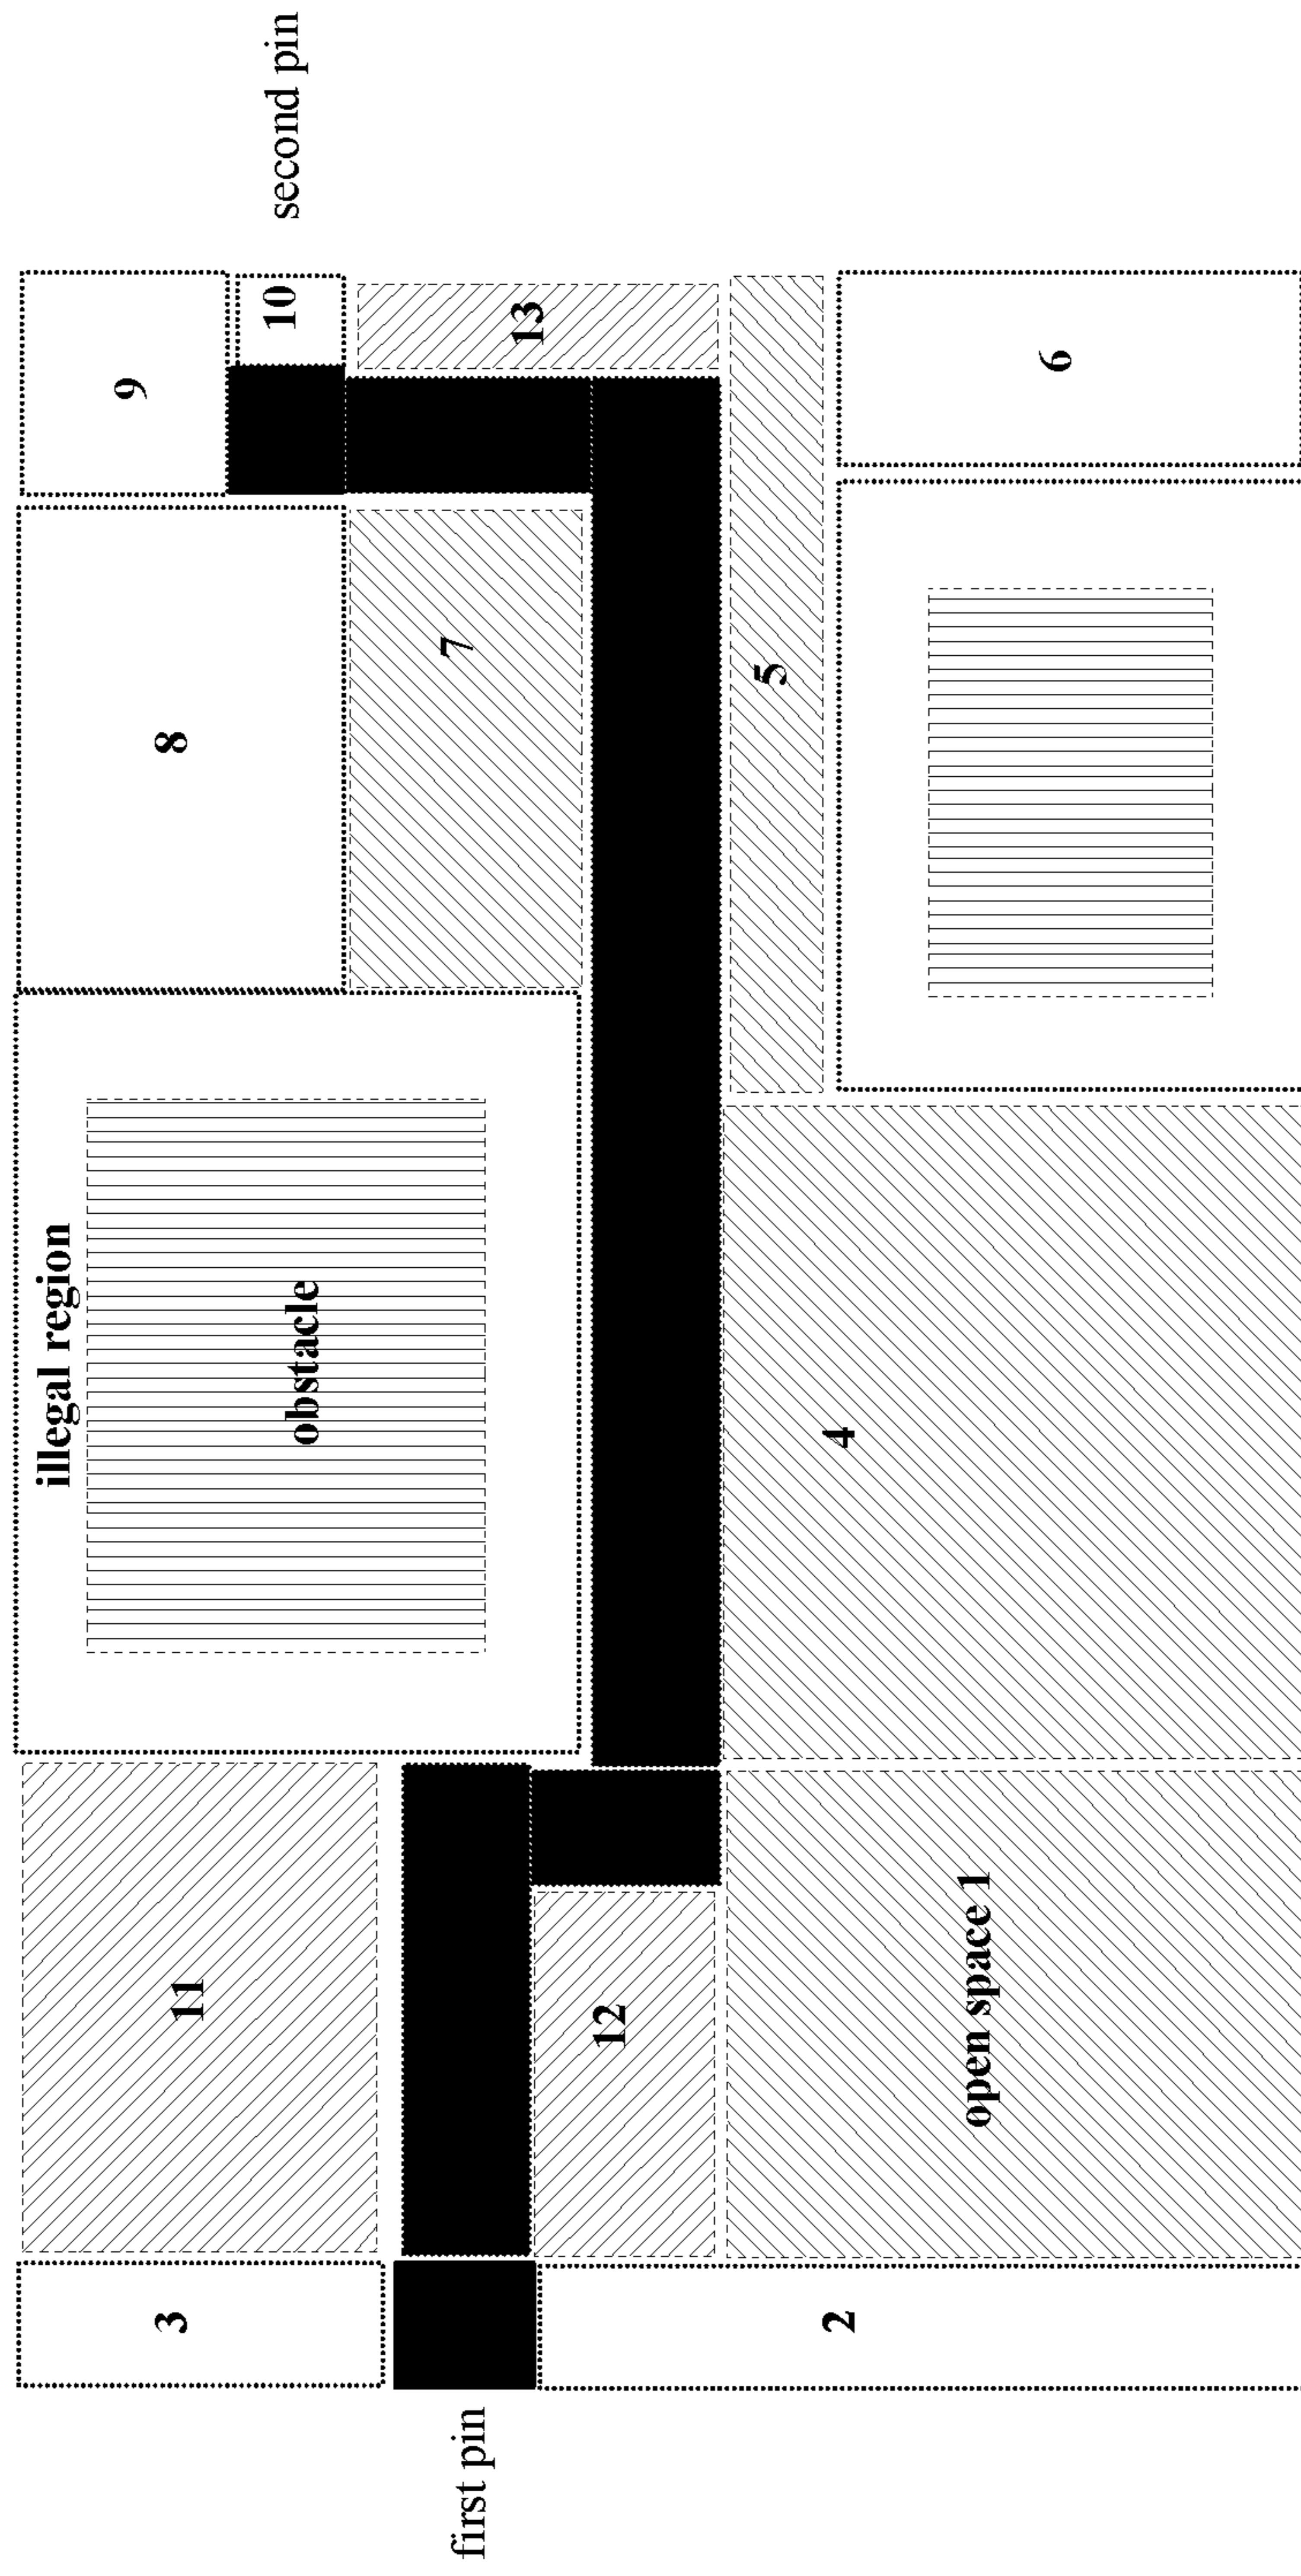 illegal region
9
3
8
11
obstacle
10
second pin
first pin
7
13
12
5
2
4
open space 1
6